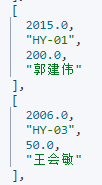 [
2015.0,
"HY-01",
200.0,
"郭建伟"
],
[
2006.0,
"HY-03",
50.0,
"王会敏"
],